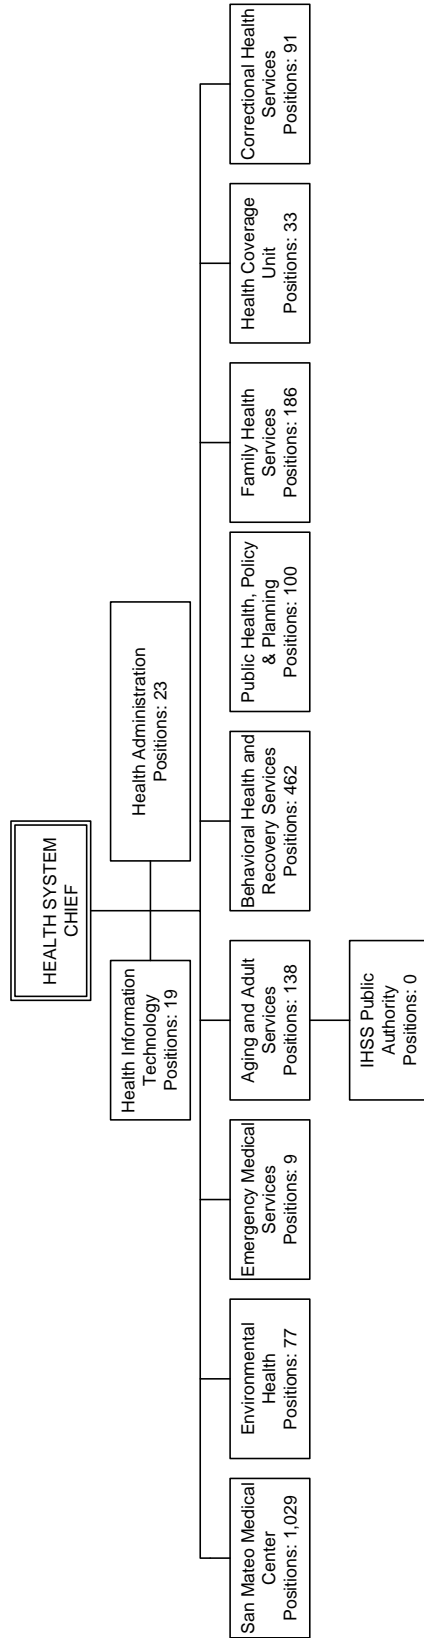 HEALTH SYSTEM
CHIEF
Health Information
Technology
Positions: 19
Health Administration
Positions: 23
San Mateo Medical
Center
Positions: 1,029
Environmental
Health
Positions: 77
Emergency Medical
Services
Positions: 9
Aging and Adult
Services
Positions: 138
Behavioral Health and
Recovery Services
Positions: 462
Public Health, Policy
& Planning
Positions: 100
Family Health
Services
Positions: 186
Health Coverage
Unit
Positions: 33
Correctional Health
Services
Positions: 91
IHSS Public
Authority
Positions: 0